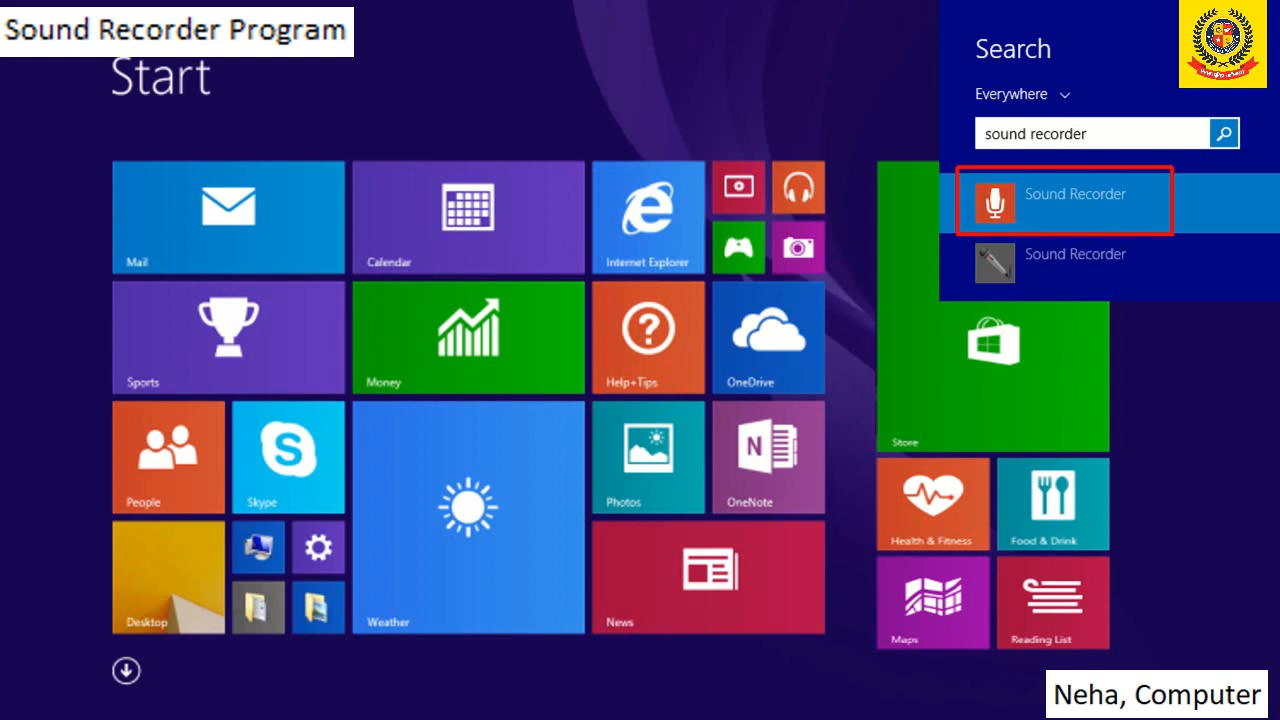 Sound Recorder Program
Start
Search
Everywhere
sound recorder
Sound Recorder
Sound Recorder
Mail
Calendar
Internet Explorer
Sports
Money
Help+Tips
OneDrive
Store
People
Skype
Photos
OneNote
Health & Fitness
Food & Drink
Desktop
Weather
News
Maps
Reading List
Neha, Computer